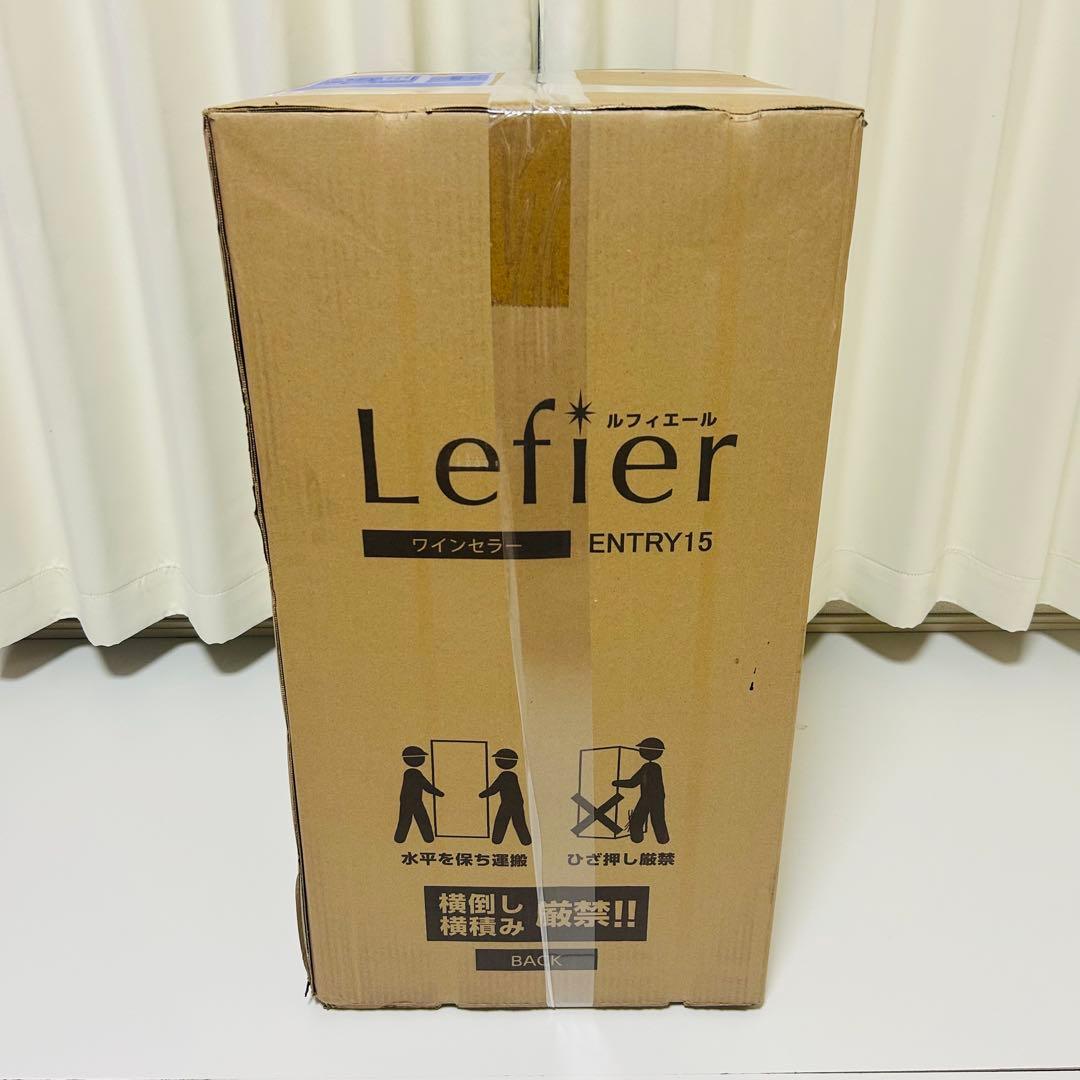 ルフィエール
Lefier
ワインセラー ENTRY15
水平を保ち運搬 ひざ押し厳禁
横倒し
横積み 厳禁!!
BACK